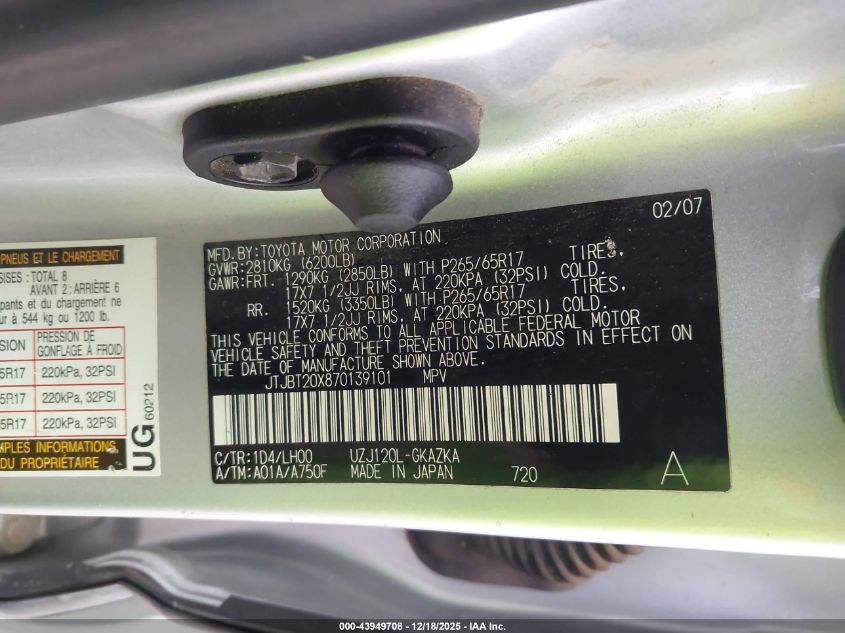 PNEUS ET LE CHARGEMENT
SISES : TOTAL 8
AVANT 2 : ARRIÈRE 6
pants et du chargement ne
ur à 544 kg ou 1200 lb.
SION PRESSION DE GONFLAGE À FROID
5R17 220kPa, 32PSI
5R17 220kPa, 32PSI
5R17 220kPa, 32PSI
PLES INFORMATIONS
DU PROPRIÉTAIRE
UG 60212
02/07
MFD.BY:TOYOTA MOTOR CORPORATION
GVWR:2810KG (6200LB)
GAWR:FRT. 1290KG (2850LB) WITH P265/65R17 TIRES,
17X7 1/2JJ RIMS, AT 220KPA (32PSI) COLD.
RR. 1520KG (3350LB) WITH P265/65R17 TIRES,
17X7 1/2JJ RIMS, AT 220KPA (32PSI) COLD.
THIS VEHICLE CONFORMS TO ALL APPLICABLE FEDERAL MOTOR
VEHICLE SAFETY AND THEFT PREVENTION STANDARDS IN EFFECT ON
THE DATE OF MANUFACTURE SHOWN ABOVE.
JTJBT20X870139101 MPV
C/TR:1D4/LH00 UZJ120L-GKAZKA
A/TM:A01A/A750F MADE IN JAPAN 720 A
000-43949708 - 12/18/2025 - IAA Inc.